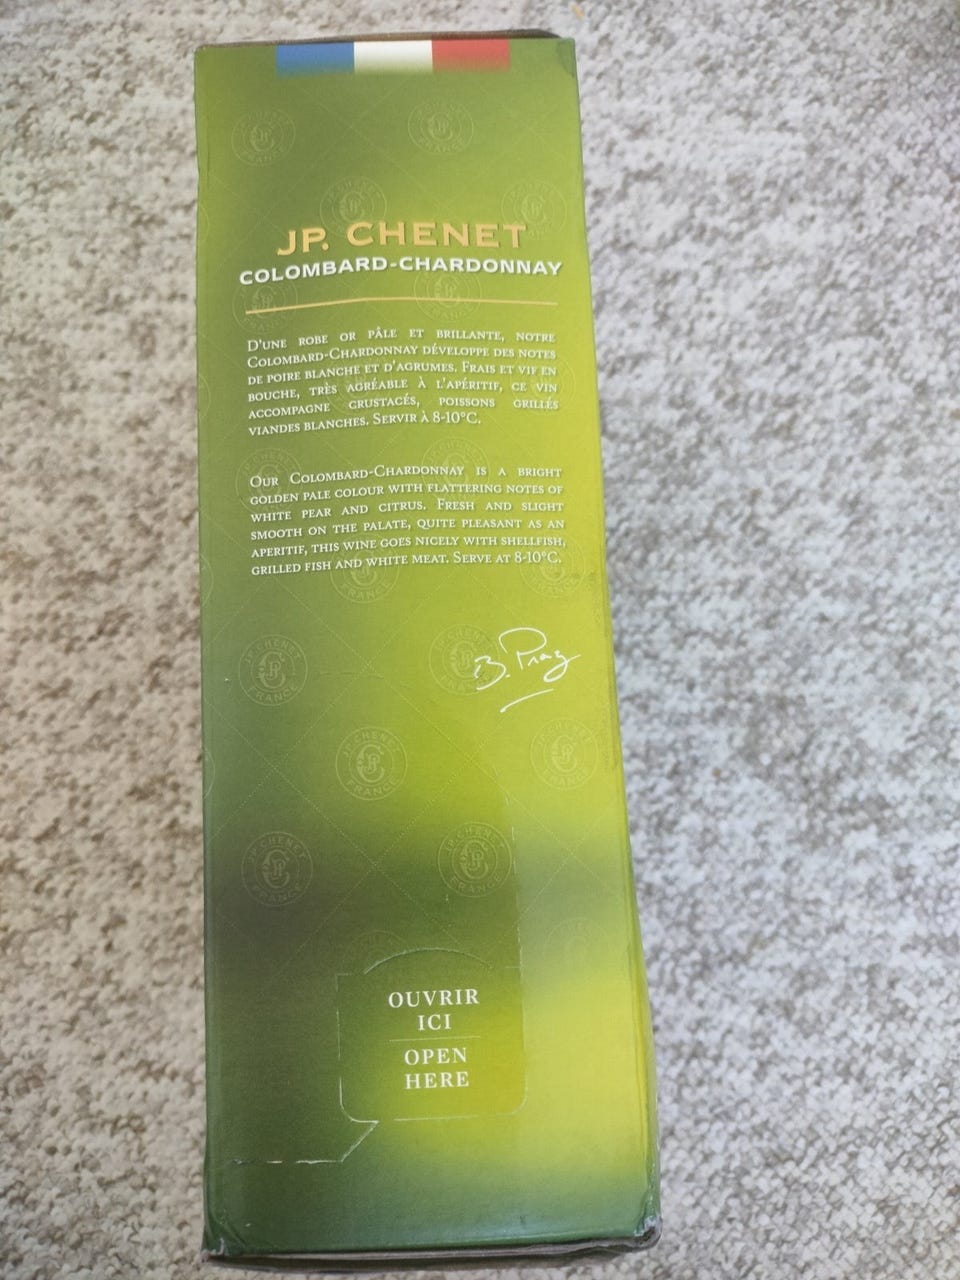 JP. CHENET
COLOMBARD-CHARDONNAY
D'UNE ROBE OR PÂLE ET BRILLANTE, NOTRE
COLOMBARD-CHARDONNAY DÉVELOPPE DES NOTES
DE POIRE BLANCHE ET D'AGRUMES. FRAIS ET VIF EN
BOUCHE, TRÈS AGRÉABLE À L'APÉRITIF, CE VIN
ACCOMPAGNE CRUSTACÉS, POISSONS GRILLÉS
VIANDES BLANCHES. SERVIR À 8-10°C.
OUR COLOMBARD-CHARDONNAY IS A BRIGHT
GOLDEN PALE COLOUR WITH FLATTERING NOTES OF
WHITE PEAR AND CITRUS. FRESH AND SLIGHT
SMOOTH ON THE PALATE, QUITE PLEASANT AS AN
APERITIF, THIS WINE GOES NICELY WITH SHELLFISH,
GRILLED FISH AND WHITE MEAT. SERVE AT 8-10°C.
OUVRIR
ICI
OPEN
HERE